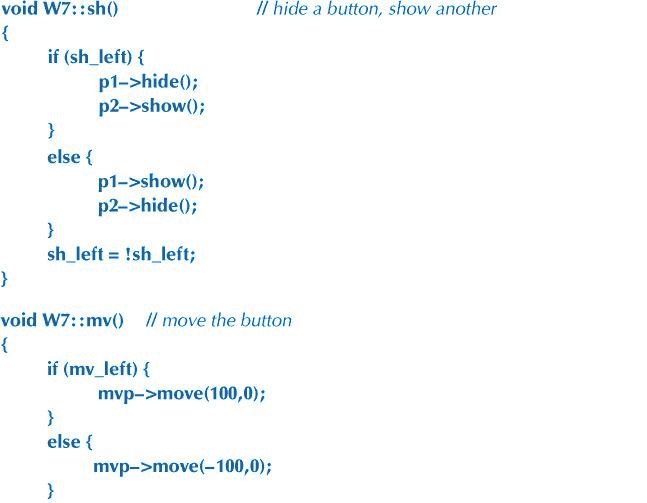 void W7::sh() // hide a button, show another
{
if (sh_left) {
p1–>hide();
p2–>show();
}
else {
p1–>show();
p2–>hide();
}
sh_left = !sh_left;
}
void W7::mv() // move the button
{
if (mv_left) {
mvp–>move(100,0);
}
else {
mvp–>move(–100,0);
}